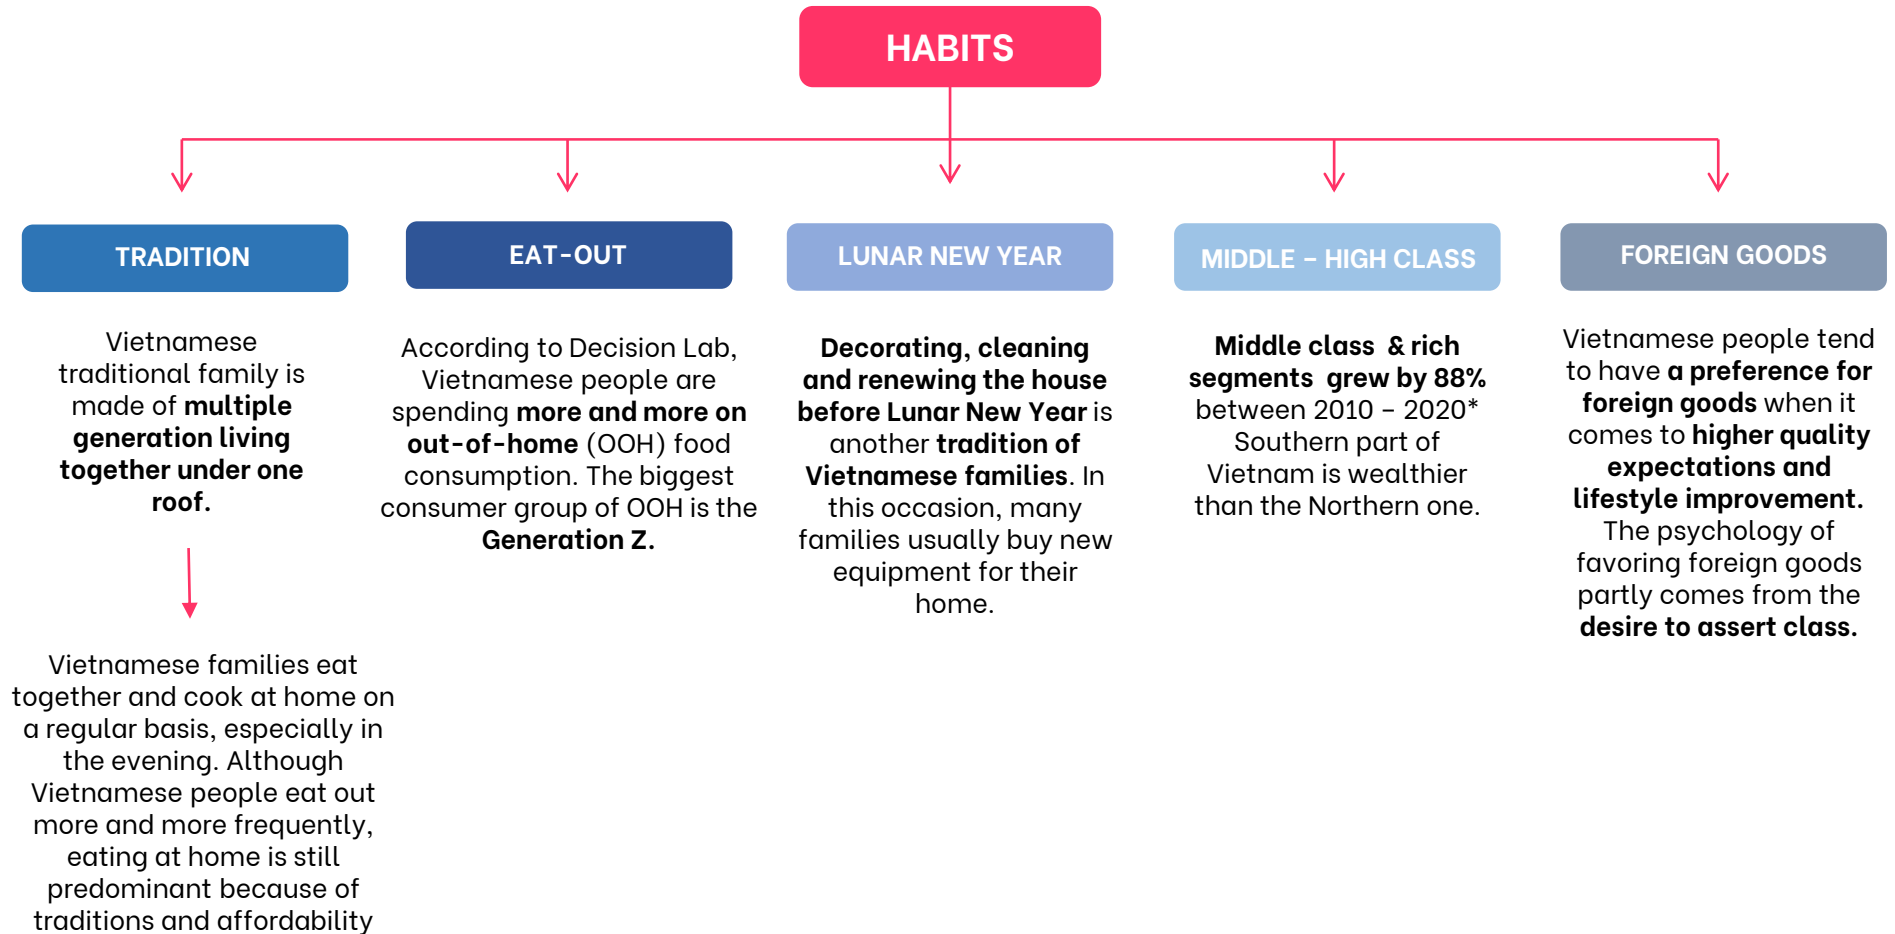 HABITS
TRADITION
Vietnamese
traditional family is
made of multiple
generation living
together under one
roof.
Vietnamese families eat
together and cook at home on
a regular basis, especially in
the evening. Although
Vietnamese people eat out
more and more frequently,
eating at home is still
predominant because of
traditions and affordability
EAT-OUT
According to Decision Lab,
Vietnamese people are
spending more and more on
out-of-home (OOH) food
consumption. The biggest
consumer group of OOH is the
Generation Z.
LUNAR NEW YEAR
Decorating, cleaning
and renewing the house
before Lunar New Year is
another tradition of
Vietnamese families. In
this occasion, many
families usually buy new
equipment for their
home.
MIDDLE – HIGH CLASS
Middle class & rich
segments grew by 88%
between 2010 – 2020*
Southern part of
Vietnam is wealthier
than the Northern one.
FOREIGN GOODS
Vietnamese people tend
to have a preference for
foreign goods when it
comes to higher quality
expectations and
lifestyle improvement.
The psychology of
favoring foreign goods
partly comes from the
desire to assert class.